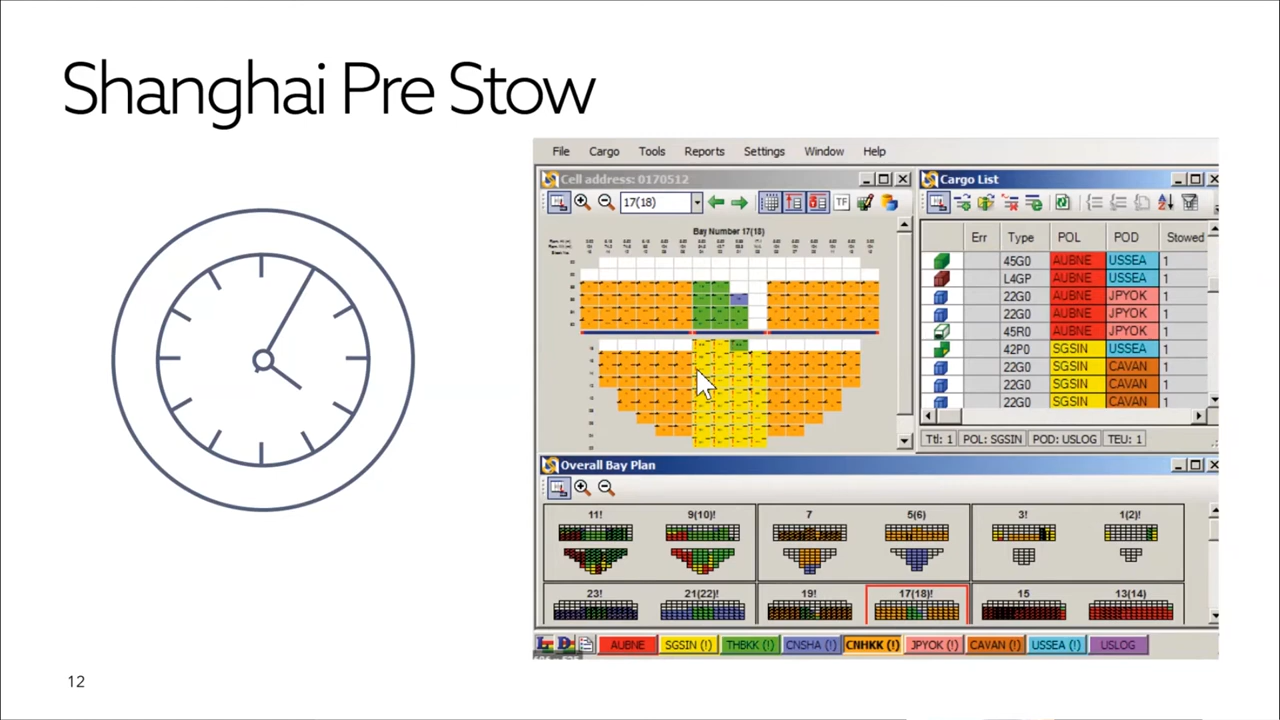 Shanghai Pre Stow
File Cargo Tools Reports Settings Window Help
Cell address: 0170512
17(18)
TF
Bay Number 17(18)
Cargo List
Err Type POL POD Stowed
45G0 AUBNE USSEA 1
L4GP AUBNE USSEA 1
22G0 AUBNE JPYOK 1
22G0 AUBNE JPYOK 1
45R0 AUBNE JPYOK 1
42P0 SGSIN USSEA 1
22G0 SGSIN CAVAN 1
22G0 SGSIN CAVAN 1
22G0 SGSIN CAVAN 1
Ttl: 1 POL: SGSIN POD: USLOG TEU: 1
Overall Bay Plan
11! 9(10)! 7 5(6) 3! 1(2)!
23! 21(22)! 19! 17(18)! 15 13(14)
AUBNE SGSIN (!) THBKK (!) CNSHA (!) CNHKK (!) JPYOK (!) CAVAN (!) USSEA (!) USLOG
12